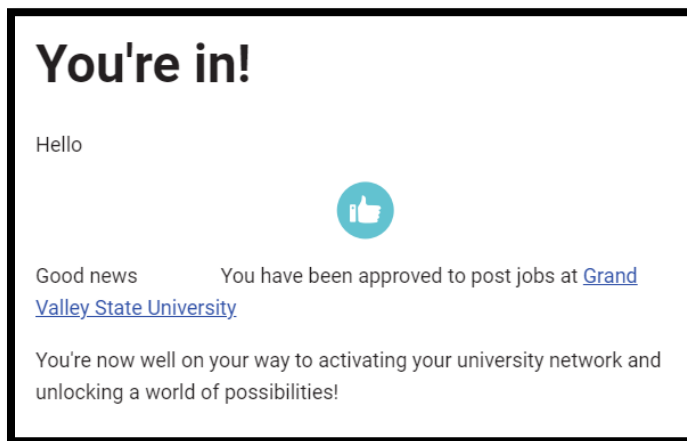 You're in!
Hello
Good news You have been approved to post jobs at Grand
Valley State University
You're now well on your way to activating your university network and
unlocking a world of possibilities!